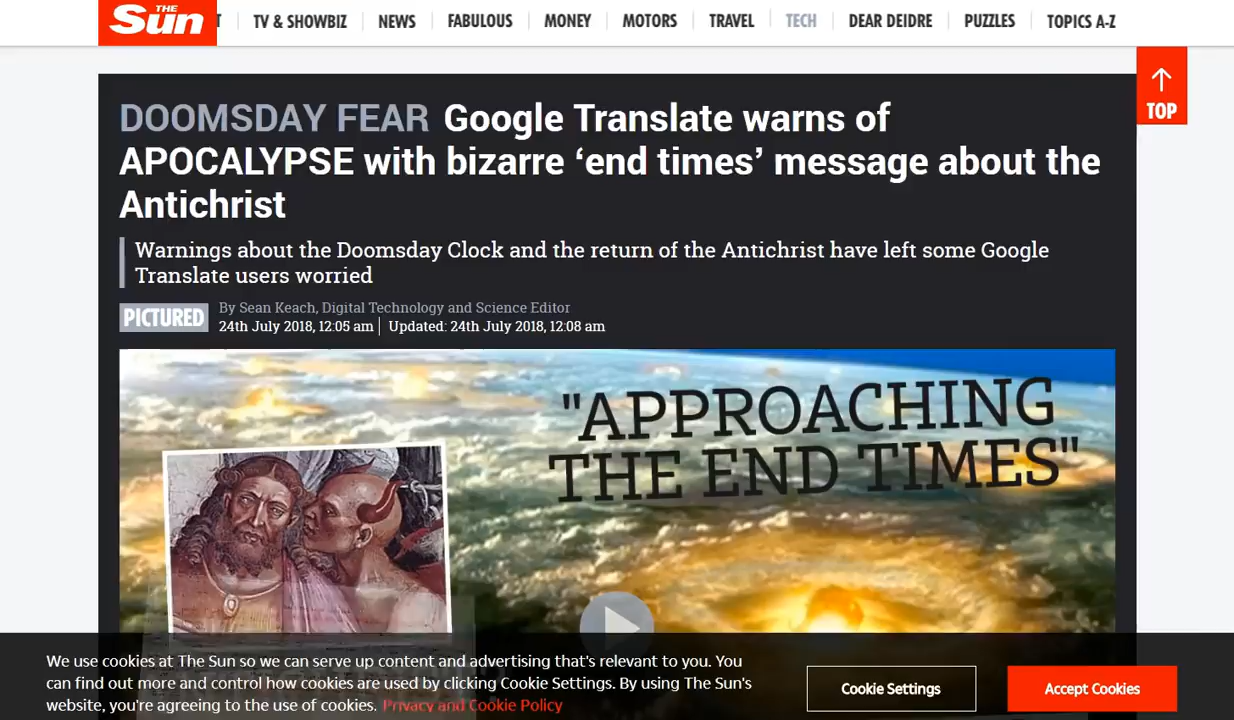 THE
Sun
TV & SHOWBIZ NEWS FABULOUS MONEY MOTORS TRAVEL TECH DEAR DEIDRE PUZZLES TOPICS A-Z
TOP
DOOMSDAY FEAR Google Translate warns of
APOCALYPSE with bizarre ‘end times’ message about the
Antichrist
Warnings about the Doomsday Clock and the return of the Antichrist have left some Google
Translate users worried
PICTURED
By Sean Keach, Digital Technology and Science Editor
24th July 2018, 12:05 am | Updated: 24th July 2018, 12:08 am
"APPROACHING
THE END TIMES"
We use cookies at The Sun so we can serve up content and advertising that's relevant to you. You
can find out more and control how cookies are used by clicking Cookie Settings. By using The Sun's
website, you're agreeing to the use of cookies. Privacy and Cookie Policy
Cookie Settings
Accept Cookies